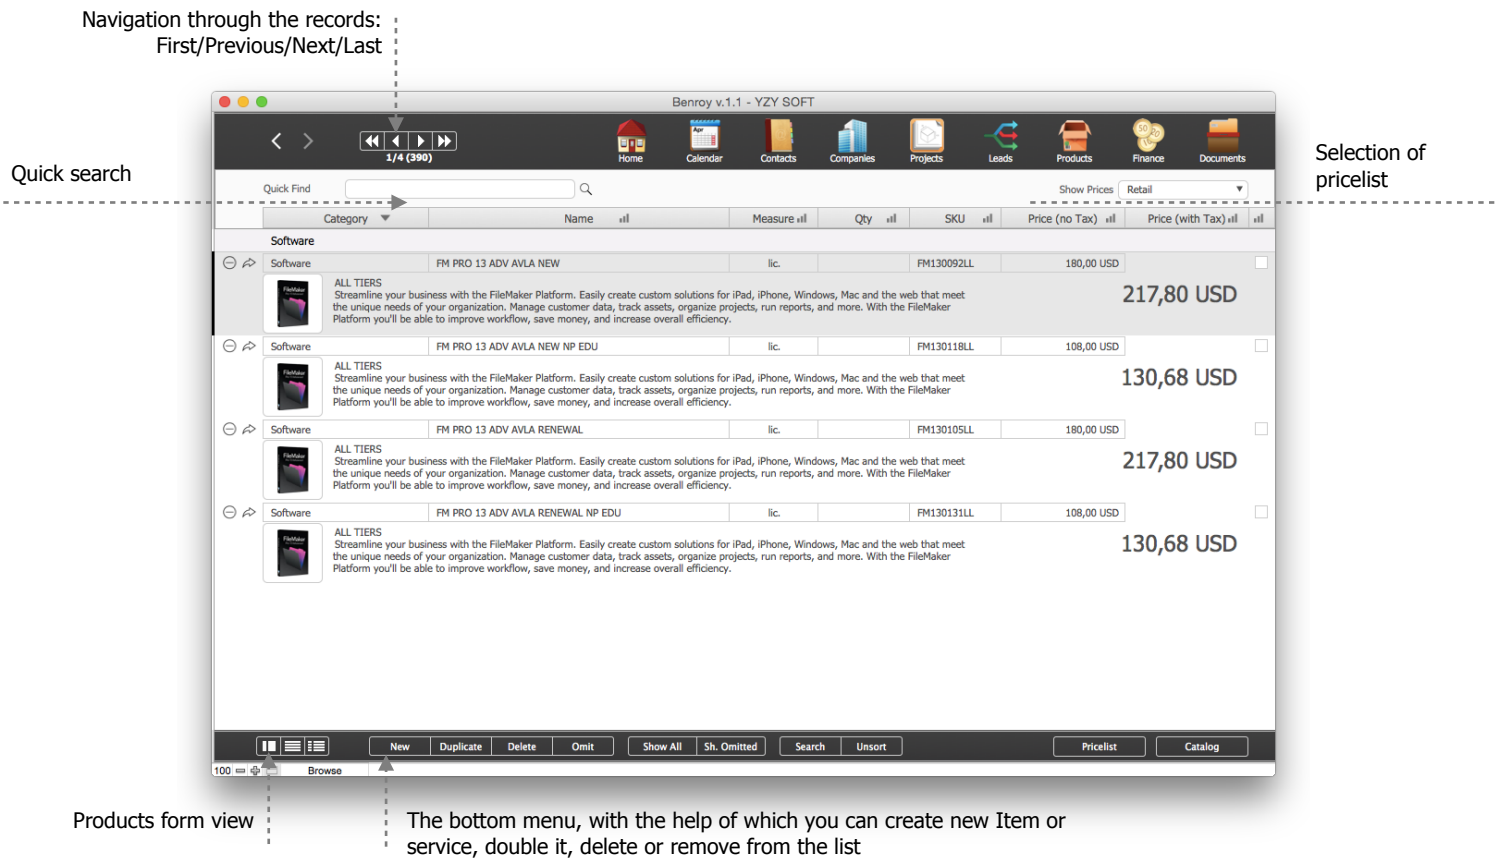 Navigation through the records:
First/Previous/Next/Last
Benroy v.1.1 - YZY SOFT
1/4 (390)
Home
Calendar
Contacts
Companies
Projects
Leads
Products
Finance
Documents
Quick search
Selection of
pricelist
Quick Find
Show Prices Retail
Category Name Measure Qty SKU Price (no Tax) Price (with Tax)
Software
Software FM PRO 13 ADV AVLA NEW lic. FM130092LL 180,00 USD
ALL TIERS
Streamline your business with the FileMaker Platform. Easily create custom solutions for iPad, iPhone, Windows, Mac and the web that meet
the unique needs of your organization. Manage customer data, track assets, organize projects, run reports, and more. With the FileMaker
Platform you'll be able to improve workflow, save money, and increase overall efficiency.
217,80 USD
Software FM PRO 13 ADV AVLA NEW NP EDU lic. FM130118LL 108,00 USD
ALL TIERS
Streamline your business with the FileMaker Platform. Easily create custom solutions for iPad, iPhone, Windows, Mac and the web that meet
the unique needs of your organization. Manage customer data, track assets, organize projects, run reports, and more. With the FileMaker
Platform you'll be able to improve workflow, save money, and increase overall efficiency.
130,68 USD
Software FM PRO 13 ADV AVLA RENEWAL lic. FM130105LL 180,00 USD
ALL TIERS
Streamline your business with the FileMaker Platform. Easily create custom solutions for iPad, iPhone, Windows, Mac and the web that meet
the unique needs of your organization. Manage customer data, track assets, organize projects, run reports, and more. With the FileMaker
Platform you'll be able to improve workflow, save money, and increase overall efficiency.
217,80 USD
Software FM PRO 13 ADV AVLA RENEWAL NP EDU lic. FM130131LL 108,00 USD
ALL TIERS
Streamline your business with the FileMaker Platform. Easily create custom solutions for iPad, iPhone, Windows, Mac and the web that meet
the unique needs of your organization. Manage customer data, track assets, organize projects, run reports, and more. With the FileMaker
Platform you'll be able to improve workflow, save money, and increase overall efficiency.
130,68 USD
New Duplicate Delete Omit Show All Sh. Omitted Search Unsort Pricelist Catalog
100 Browse
Products form view
The bottom menu, with the help of which you can create new Item or
service, double it, delete or remove from the list